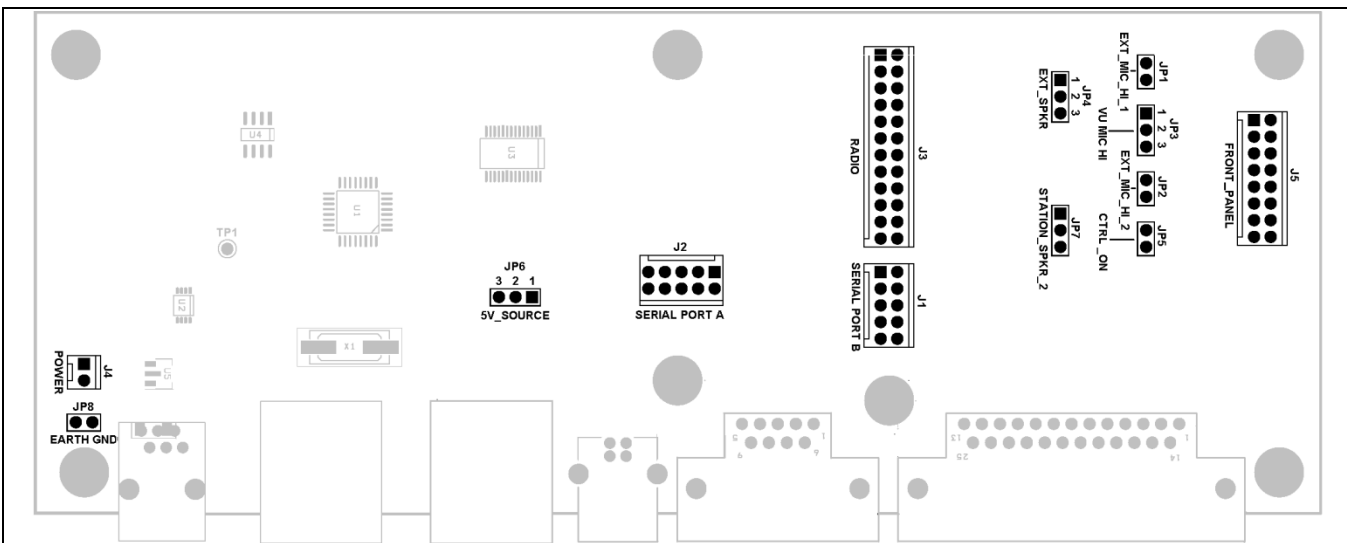 EXT_MIC_HI_1
JP1
1
2
3
JP4
EXT_SPKR
1
2
3
JP3
VU MIC HI
U4
U3
RADIO
J3
EXT_MIC_HI_2
JP2
FRONT_PANEL
J5
U1
TP1
STATION_SPKR_2
JP7
CTRL_ON
JP5
J2
SERIAL PORT A
JP6
3 2 1
5V_SOURCE
SERIAL PORT B
J1
U2
X1
POWER
J4
U5
JP8
EARTH GND
5
1
9
6
13
1
25
14